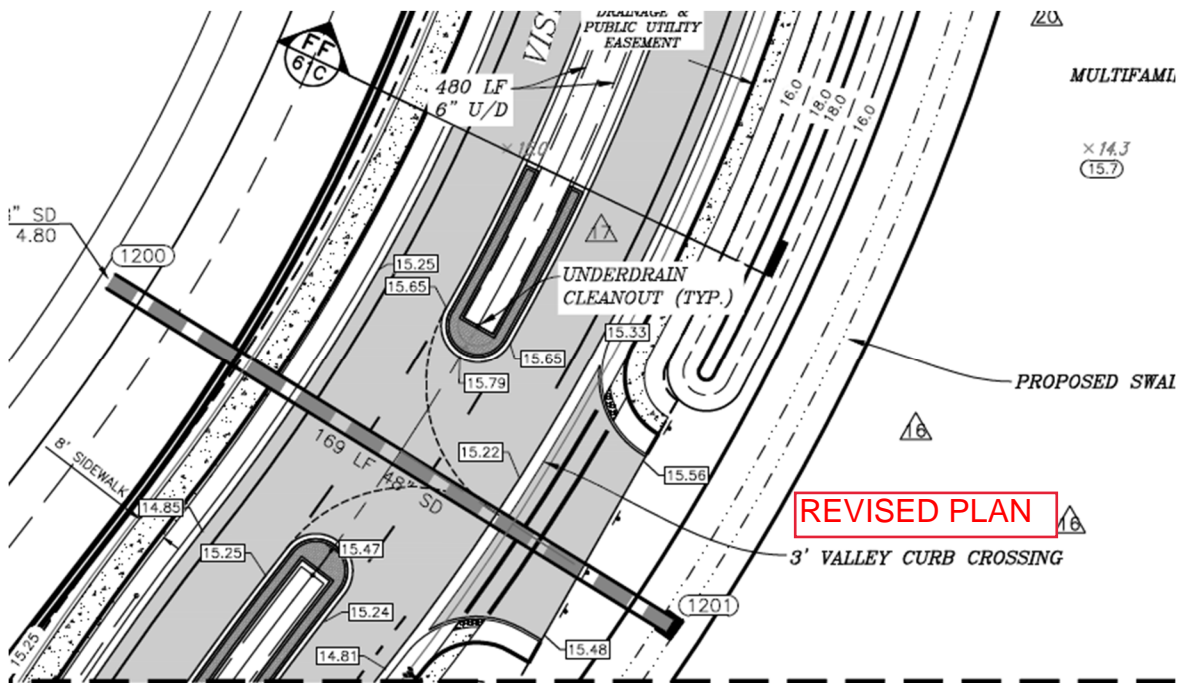 20
DRAINAGE &
PUBLIC UTILITY
EASEMENT
FF
61C
480 LF
6" U/D
MULTIFAMI
16.0
18.0
18.0
16.0
× 14.3
15.7
17
" SD
4.80
1200
15.25
15.65
UNDERDRAIN
CLEANOUT (TYP.)
15.33
15.65
15.79
PROPOSED SWAL
16
169 LF 48" SD
15.22
15.56
8' SIDEWALK
14.85
REVISED PLAN
16
15.25
15.47
3' VALLEY CURB CROSSING
15.24
1201
15.25
14.81
15.48